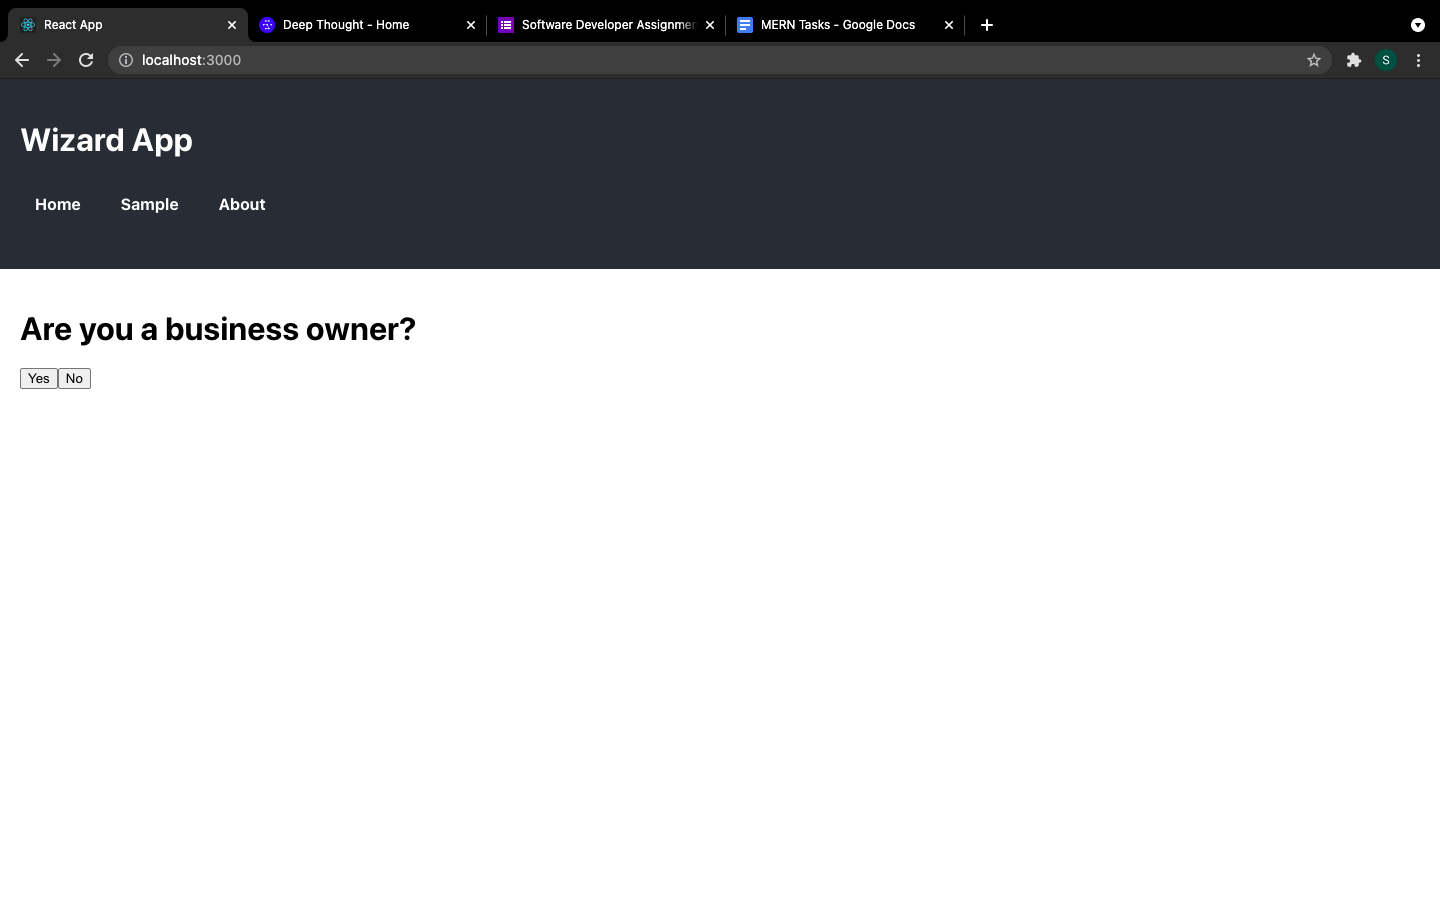 React App
Deep Thought - Home
Software Developer Assignmen
MERN Tasks - Google Docs
localhost:3000
S
Wizard App
Home Sample About
Are you a business owner?
Yes No